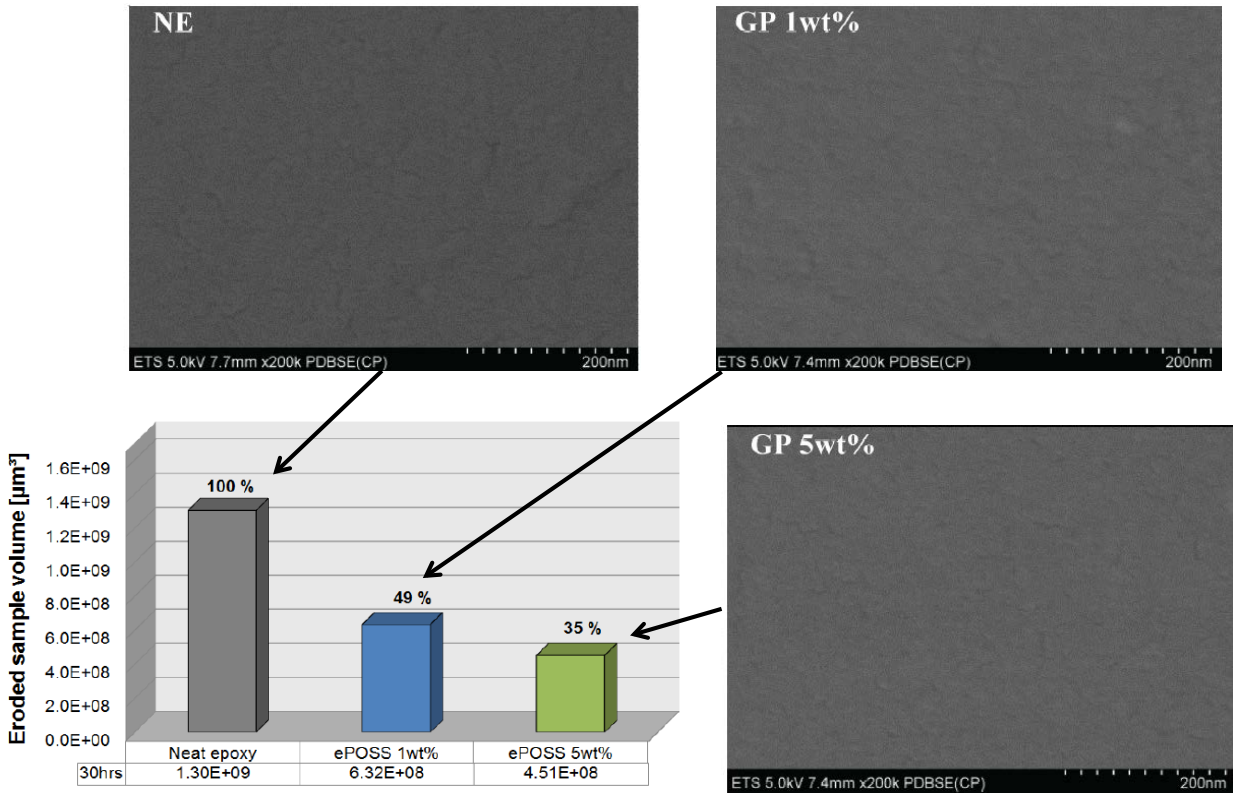 NE
ETS 5.0kV 7.7mm x200k PDBSE(CP) 200nm
GP 1wt%
ETS 5.0kV 7.4mm x200k PDBSE(CP) 200nm
Eroded sample volume [µm³]
1.6E+09
1.4E+09
1.2E+09
1.0E+09
8.0E+08
6.0E+08
4.0E+08
2.0E+08
0.0E+00
100 %
49 %
35 %
Neat epoxy ePOSS 1wt% ePOSS 5wt%
30hrs 1.30E+09 6.32E+08 4.51E+08
GP 5wt%
ETS 5.0kV 7.4mm x200k PDBSE(CP) 200nm